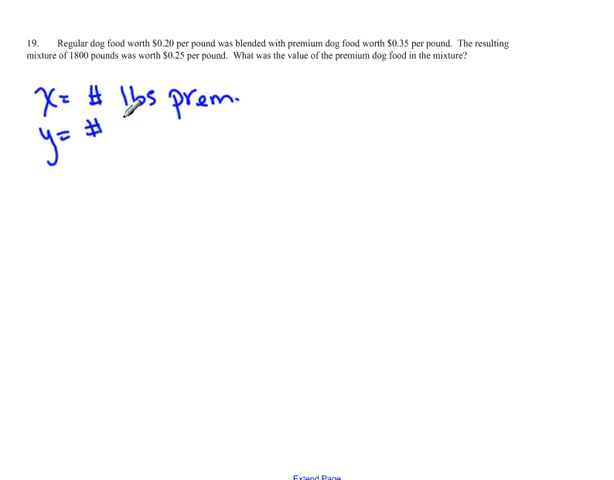 19. Regular dog food worth $0.20 per pound was blended with premium dog food worth $0.35 per pound. The resulting
mixture of 1800 pounds was worth $0.25 per pound. What was the value of the premium dog food in the mixture?
x= # lbs prem.
y= #
Extend Page